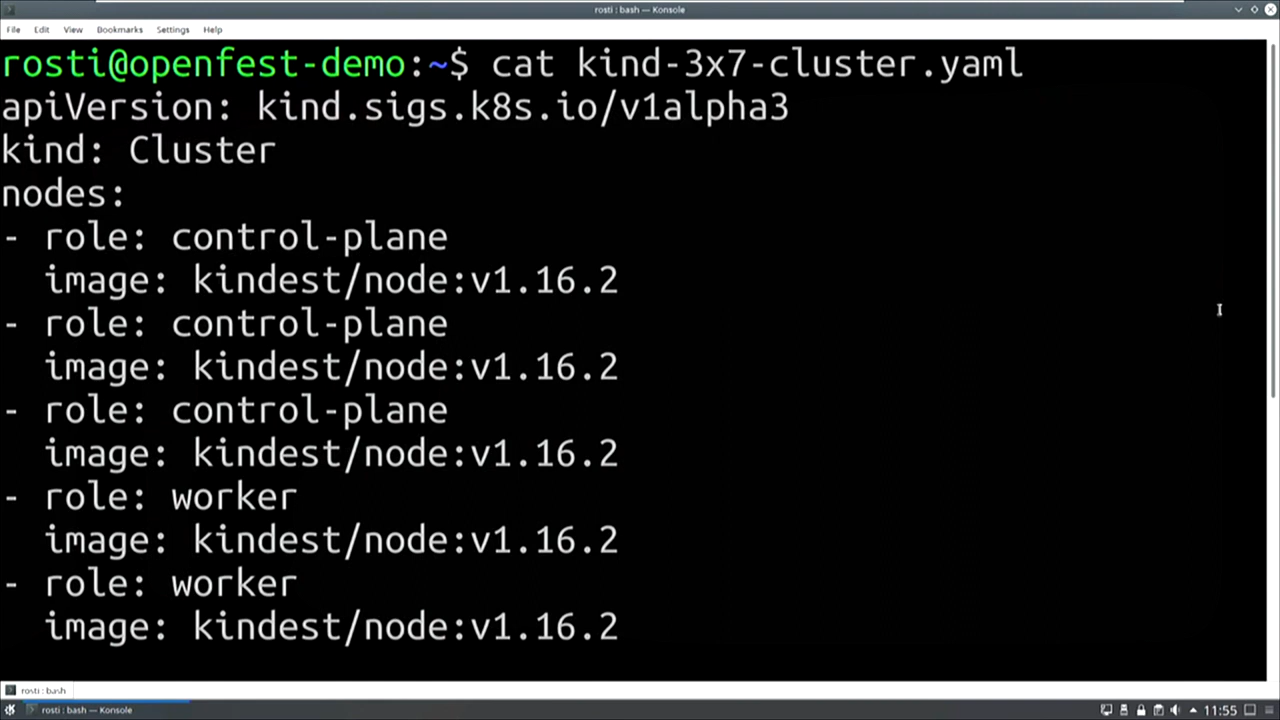 rosti : bash — Konsole
File Edit View Bookmarks Settings Help
rosti@openfest-demo:~$ cat kind-3x7-cluster.yaml
apiVersion: kind.sigs.k8s.io/v1alpha3
kind: Cluster
nodes:
- role: control-plane
  image: kindest/node:v1.16.2
- role: control-plane
  image: kindest/node:v1.16.2
- role: control-plane
  image: kindest/node:v1.16.2
- role: worker
  image: kindest/node:v1.16.2
- role: worker
  image: kindest/node:v1.16.2
rosti : bash
rosti : bash — Konsole 11:55